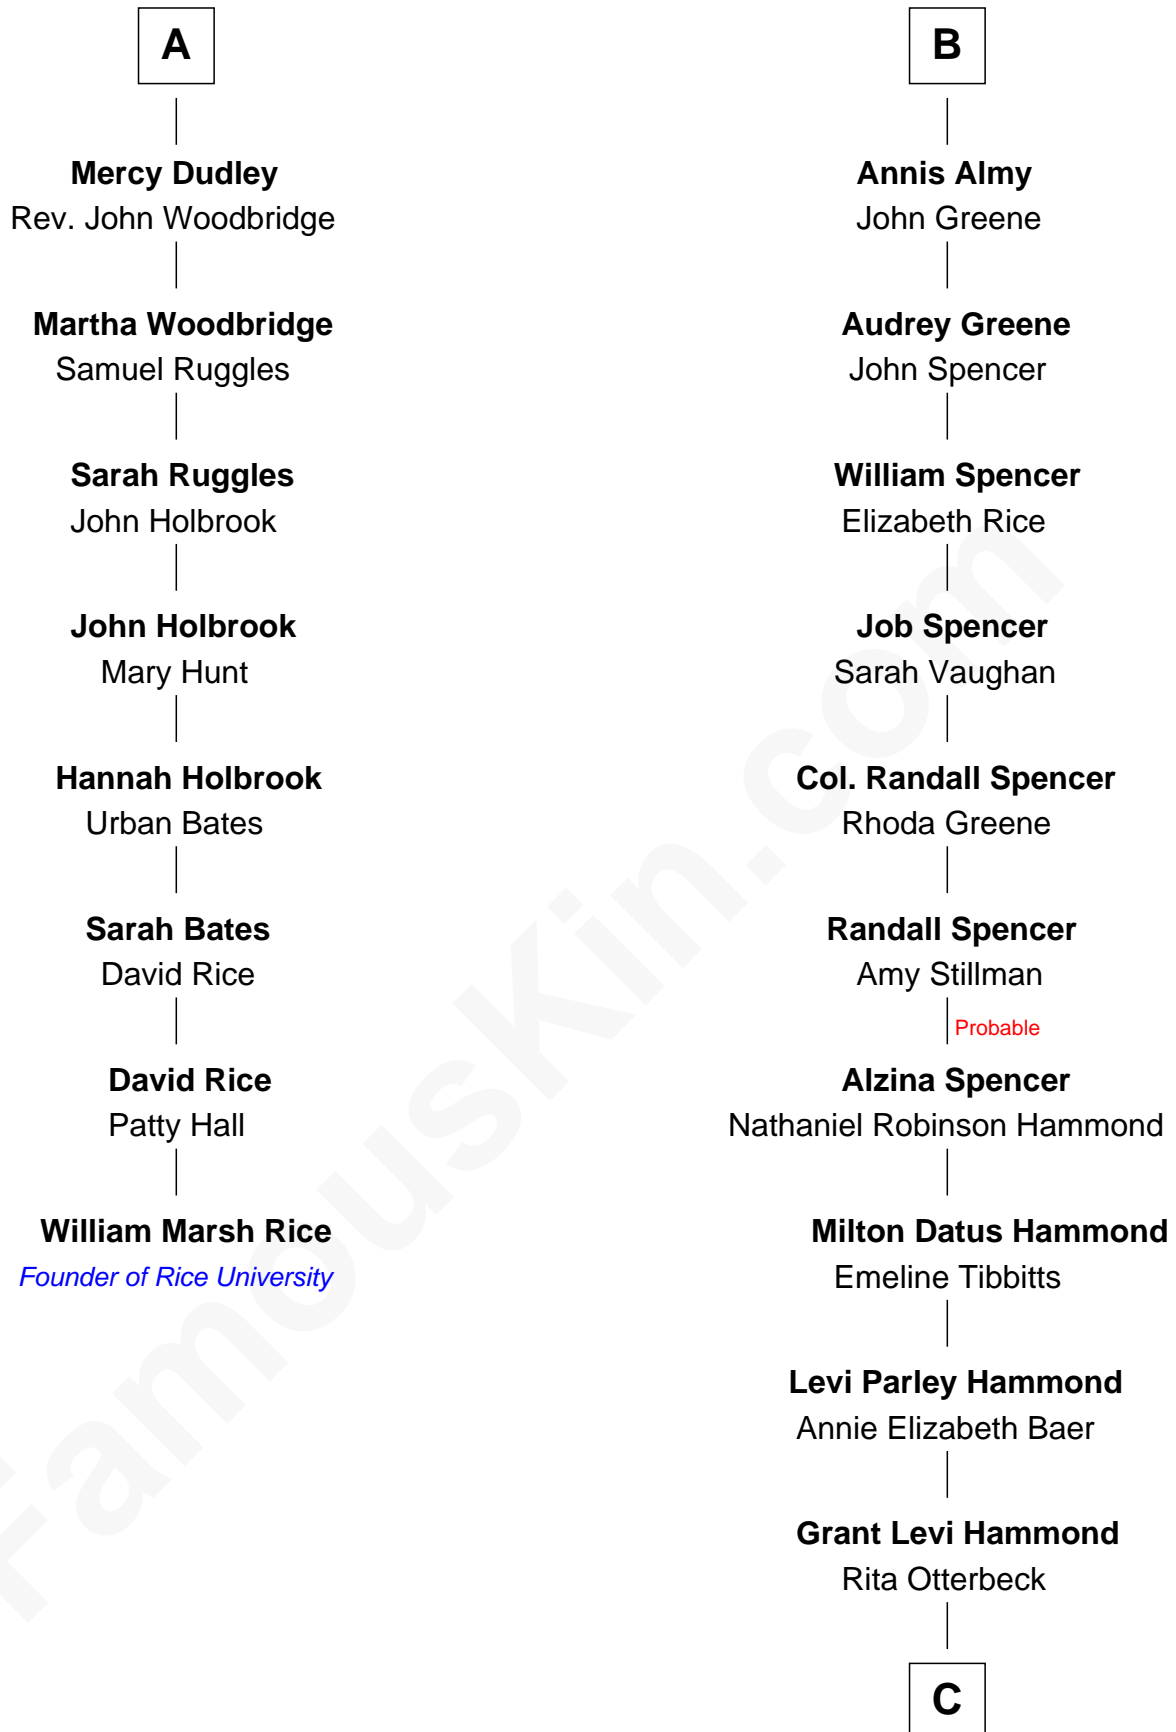 A
Mercy Dudley
Rev. John Woodbridge
Martha Woodbridge
Samuel Ruggles
Sarah Ruggles
John Holbrook
John Holbrook
Mary Hunt
Hannah Holbrook
Urban Bates
Sarah Bates
David Rice
David Rice
Patty Hall
William Marsh Rice
Founder of Rice University
B
Annis Almy
John Greene
Audrey Greene
John Spencer
William Spencer
Elizabeth Rice
Job Spencer
Sarah Vaughan
Col. Randall Spencer
Rhoda Greene
Randall Spencer
Amy Stillman
Probable
Alzina Spencer
Nathaniel Robinson Hammond
Milton Datus Hammond
Emeline Tibbitts
Levi Parley Hammond
Annie Elizabeth Baer
Grant Levi Hammond
Rita Otterbeck
C
FamousKin.com